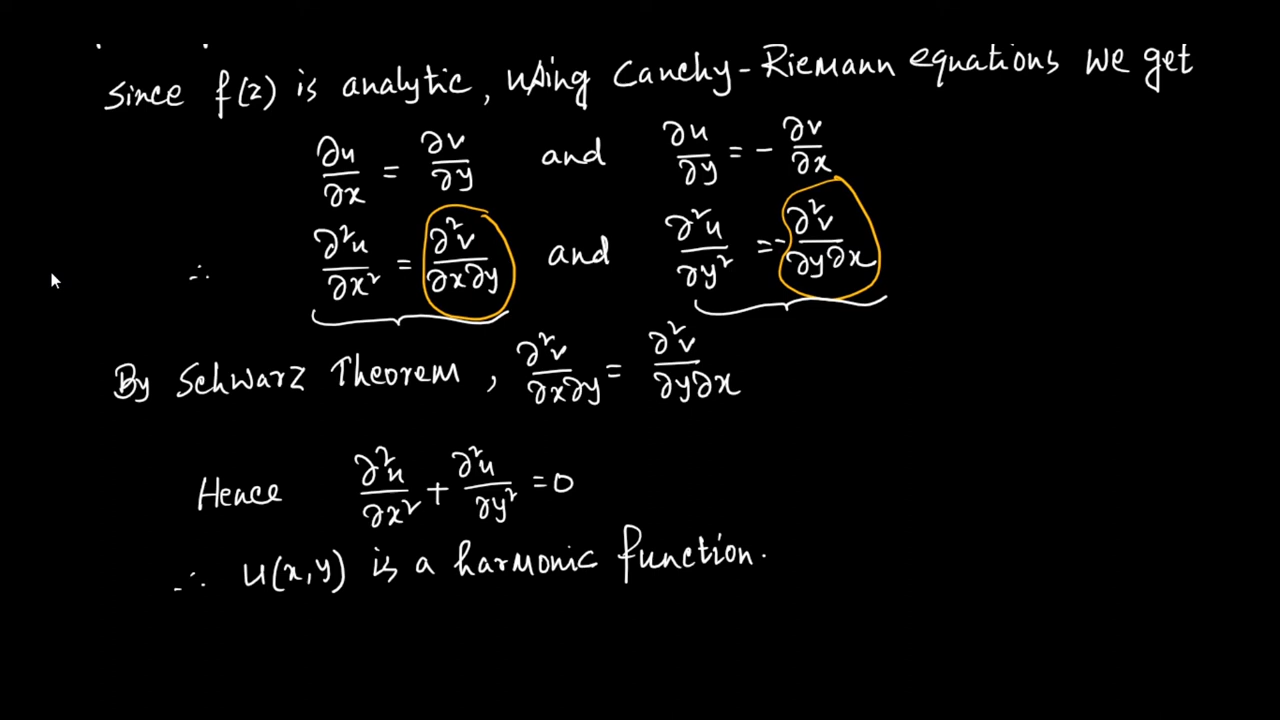 Since f(z) is analytic, using Cauchy-Riemann equations we get
∂u/∂x = ∂v/∂y and ∂u/∂y = - ∂v/∂x
∴ ∂²u/∂x² = ∂²v/∂x∂y and ∂²u/∂y² = - ∂²v/∂y∂x
By Schwarz Theorem, ∂²v/∂x∂y = ∂²v/∂y∂x
Hence ∂²u/∂x² + ∂²u/∂y² = 0
∴ u(x,y) is a harmonic function.